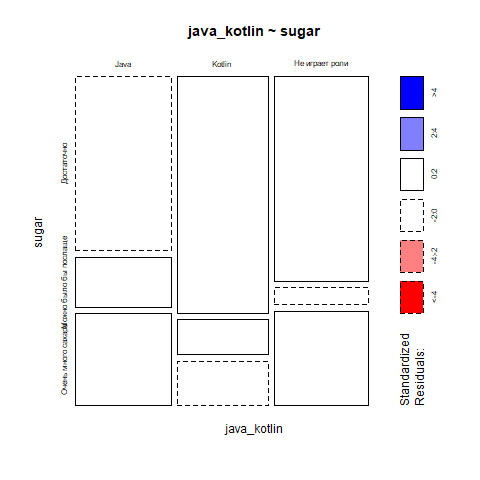 java_kotlin ~ sugar
Java
Kotlin
Не играет роли
Достаточно
Можно было бы послаще
Очень много сахара
sugar
java_kotlin
>4
2:4
0:2
-2:0
-4:-2
<-4
Standardized
Residuals: